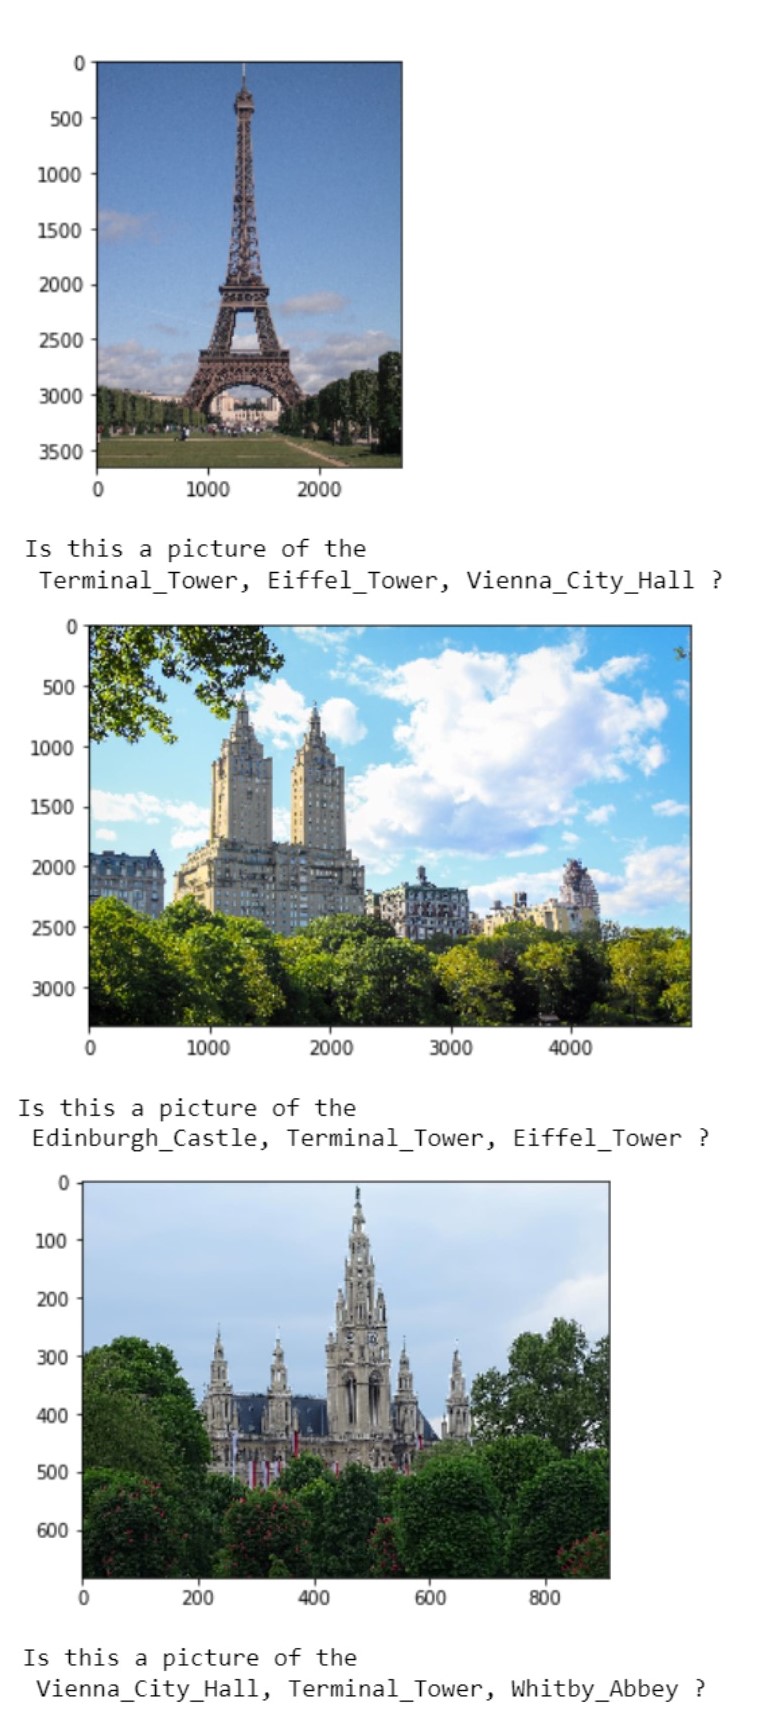 0
500
1000
1500
2000
2500
3000
3500
0 1000 2000
Is this a picture of the
Terminal_Tower, Eiffel_Tower, Vienna_City_Hall ?
0
500
1000
1500
2000
2500
3000
0 1000 2000 3000 4000
Is this a picture of the
Edinburgh_Castle, Terminal_Tower, Eiffel_Tower ?
0
100
200
300
400
500
600
0 200 400 600 800
Is this a picture of the
Vienna_City_Hall, Terminal_Tower, Whitby_Abbey ?